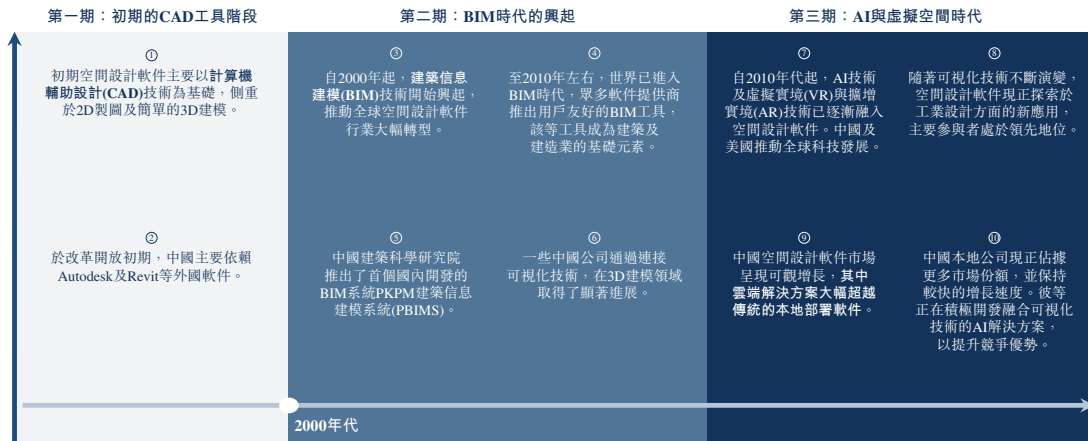 第一期：初期的CAD工具階段
第二期：BIM時代的興起
第三期：AI與虛擬空間時代
①
初期空間設計軟件主要以計算機
輔助設計(CAD)技術為基礎，側重
於2D製圖及簡單的3D建模。
②
於改革開放初期，中國主要依賴
Autodesk及Revit等外國軟件。
③
自2000年起，建築信息
建模(BIM)技術開始興起，
推動全球空間設計軟件
行業大幅轉型。
④
至2010年左右，世界已進入
BIM時代，眾多軟件提供商
推出用戶友好的BIM工具，
該等工具成為建築及
建造業的基礎元素。
⑤
中國建築科學研究院
推出了首個國內開發的
BIM系統PKPM建築信息
建模系統(PBIMS)。
⑥
一些中國公司通過連接
可視化技術，在3D建模領域
取得了顯著進展。
⑦
自2010年代起，AI技術
及虛擬實境(VR)與擴增
實境(AR)技術已逐漸融入
空間設計軟件。中國及
美國推動全球科技發展。
⑧
隨著可視化技術不斷演變，
空間設計軟件現正探索於
工業設計方面的新應用，
主要參與者處於領先地位。
⑨
中國空間設計軟件市場
呈現可觀增長，其中
雲端解決方案大幅超越
傳統的本地部署軟件。
⑩
中國本地公司現正佔據
更多市場份額，並保持
較快的增長速度。彼等
正在積極開發融合可視化
技術的AI解決方案，
以提升競爭優勢。
2000年代